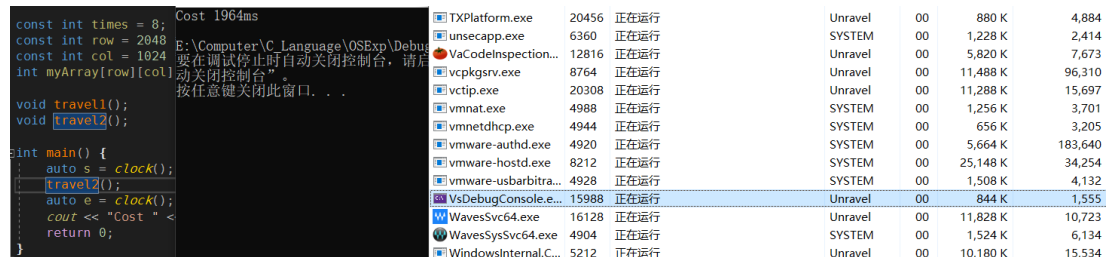 const int times = 8;
const int row = 2048
const int col = 1024
int myArray[row][col]
void travel1();
void travel2();
int main() {
auto s = clock();
travel2();
auto e = clock();
cout << "Cost " <
return 0;
}
Cost 1964ms
E:\Computer\C_Language\OSExp\Debug
要在调试停止时自动关闭控制台，请启
动关闭控制台”。
按任意键关闭此窗口. . .
TXPlatform.exe 20456 正在运行 Unravel 00 880 K 4,884
unsecapp.exe 6360 正在运行 SYSTEM 00 1,228 K 2,414
VaCodeInspection... 12816 正在运行 Unravel 00 5,820 K 7,673
vcpkgsrv.exe 8764 正在运行 Unravel 00 11,488 K 96,310
vctip.exe 20308 正在运行 Unravel 00 11,288 K 15,697
vmnat.exe 4988 正在运行 SYSTEM 00 1,256 K 3,701
vmnetdhcp.exe 4944 正在运行 SYSTEM 00 656 K 3,205
vmware-authd.exe 4920 正在运行 SYSTEM 00 5,664 K 183,640
vmware-hostd.exe 8212 正在运行 SYSTEM 00 25,148 K 34,254
vmware-usbarbitra... 4928 正在运行 SYSTEM 00 1,508 K 4,132
VsDebugConsole.e... 15988 正在运行 Unravel 00 844 K 1,555
WavesSvc64.exe 16128 正在运行 Unravel 00 11,828 K 10,723
WavesSysSvc64.exe 4904 正在运行 SYSTEM 00 1,524 K 6,134
WindowsInternal.C... 5212 正在运行 Unravel 00 10,180 K 15,534